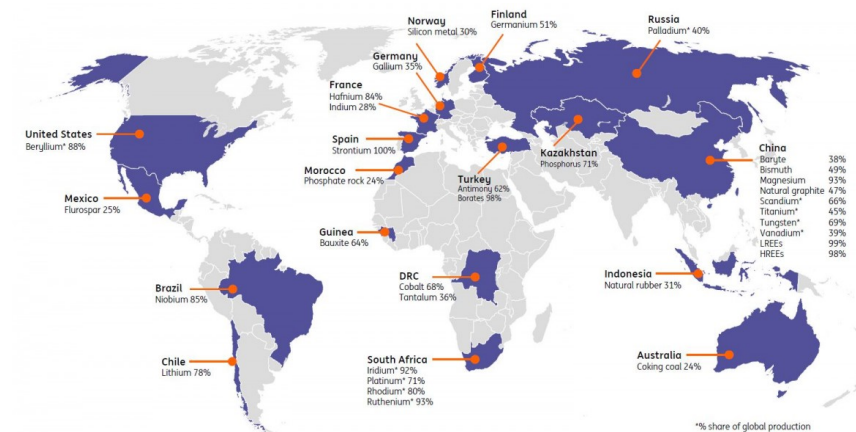 Norway
Silicon metal 30%
Finland
Germanium 51%
Russia
Palladium* 40%
Germany
Gallium 35%
France
Hafnium 84%
Indium 28%
United States
Beryllium* 88%
Spain
Strontium 100%
Kazakhstan
Phosphorus 71%
China
Baryte 38%
Bismuth 49%
Magnesium 93%
Natural graphite 47%
Scandium* 66%
Titanium* 45%
Tungsten* 69%
Vanadium* 39%
LREEs 99%
HREEs 98%
Morocco
Phosphate rock 24%
Turkey
Antimony 62%
Borates 98%
Mexico
Flurospar 25%
Guinea
Bauxite 64%
DRC
Cobalt 68%
Tantalum 36%
Indonesia
Natural rubber 31%
Brazil
Niobium 85%
Chile
Lithium 78%
South Africa
Iridium* 92%
Platinum* 71%
Rhodium* 80%
Ruthenium* 93%
Australia
Coking coal 24%
*% share of global production